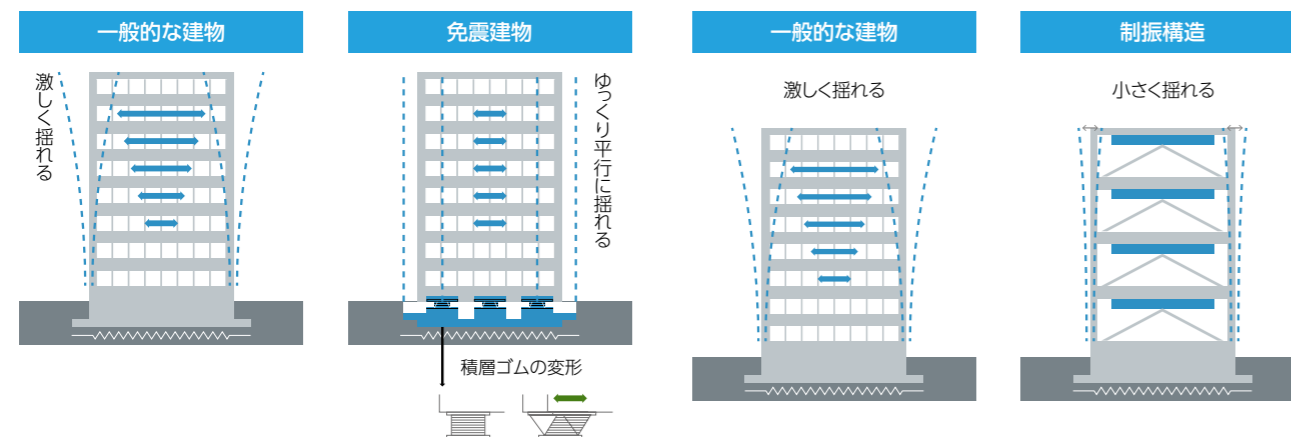 一般的な建物
激しく揺れる
免震建物
ゆっくり平行に揺れる
積層ゴムの変形
一般的な建物
激しく揺れる
制振構造
小さく揺れる